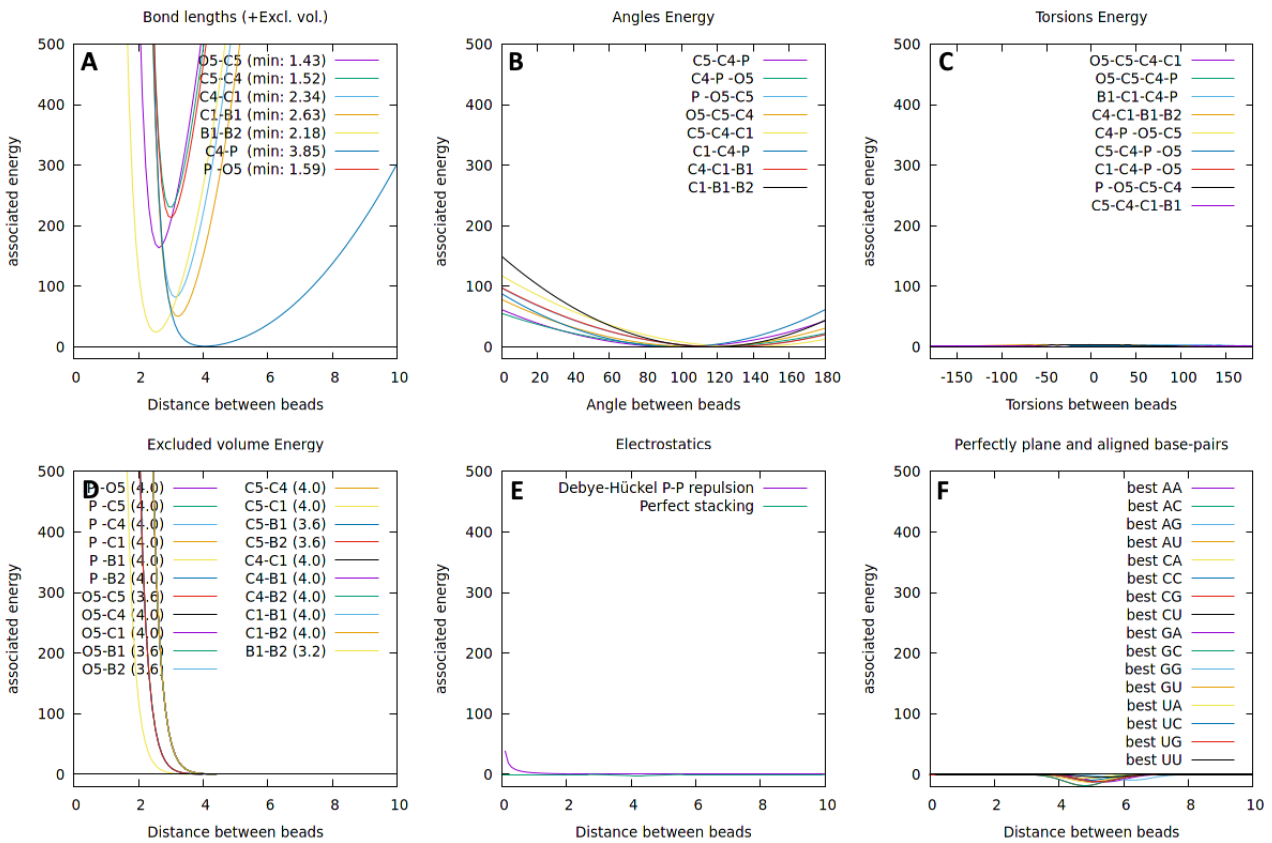 Bond lengths (+Excl. vol.)
A
O5-C5 (min: 1.43)
C5-C4 (min: 1.52)
C4-C1 (min: 2.34)
C1-B1 (min: 2.63)
B1-B2 (min: 2.18)
C4-P (min: 3.85)
P -O5 (min: 1.59)
associated energy
500
400
300
200
100
0
0 2 4 6 8 10
Distance between beads
Angles Energy
B
C5-C4-P
C4-P -O5
P -O5-C5
O5-C5-C4
C5-C4-C1
C1-C4-P
C4-C1-B1
C1-B1-B2
associated energy
500
400
300
200
100
0
0 20 40 60 80 100 120 140 160 180
Angle between beads
Torsions Energy
C
O5-C5-C4-C1
O5-C5-C4-P
B1-C1-C4-P
C4-C1-B1-B2
C4-P -O5-C5
C5-C4-P -O5
C1-C4-P -O5
P -O5-C5-C4
C5-C4-C1-B1
associated energy
500
400
300
200
100
0
-150 -100 -50 0 50 100 150
Torsions between beads
Excluded volume Energy
D
P -O5 (4.0)
P -C5 (4.0)
P -C4 (4.0)
P -C1 (4.0)
P -B1 (4.0)
P -B2 (4.0)
O5-C5 (3.6)
O5-C4 (4.0)
O5-C1 (4.0)
O5-B1 (3.6)
O5-B2 (3.6)
C5-C4 (4.0)
C5-C1 (4.0)
C5-B1 (3.6)
C5-B2 (3.6)
C4-C1 (4.0)
C4-B1 (4.0)
C4-B2 (4.0)
C1-B1 (4.0)
C1-B2 (4.0)
B1-B2 (3.2)
associated energy
500
400
300
200
100
0
0 2 4 6 8 10
Distance between beads
Electrostatics
E
Debye-Hückel P-P repulsion
Perfect stacking
associated energy
500
400
300
200
100
0
0 2 4 6 8 10
Distance between beads
Perfectly plane and aligned base-pairs
F
best AA
best AC
best AG
best AU
best CA
best CC
best CG
best CU
best GA
best GC
best GG
best GU
best UA
best UC
best UG
best UU
associated energy
500
400
300
200
100
0
0 2 4 6 8 10
Distance between beads